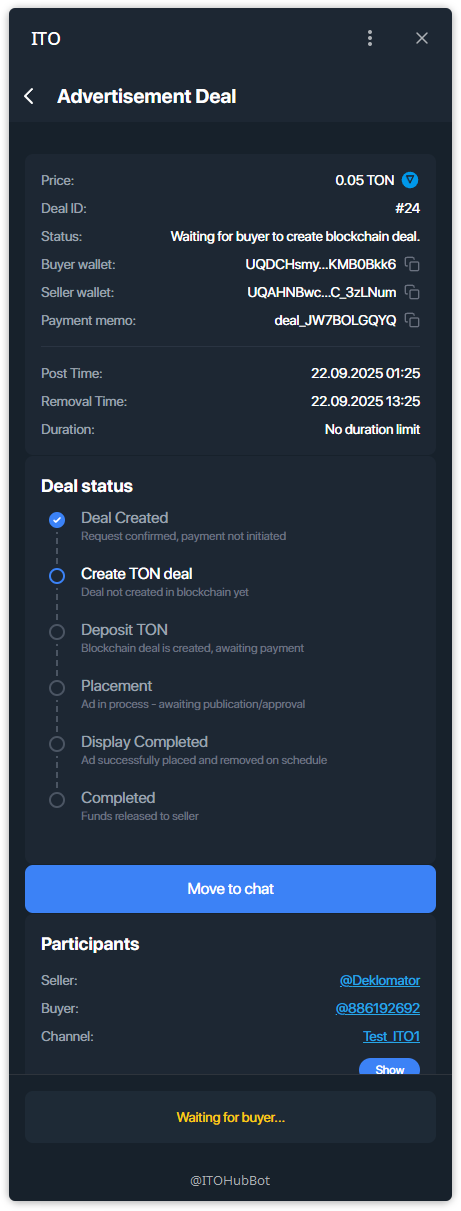 ITO
Advertisement Deal
Price: 0.05 TON
Deal ID: #24
Status: Waiting for buyer to create blockchain deal.
Buyer wallet: UQDCHsmy...KMB0Bkk6
Seller wallet: UQAHNBwc...C_3zLNum
Payment memo: deal_JW7BOLGQYQ
Post Time: 22.09.2025 01:25
Removal Time: 22.09.2025 13:25
Duration: No duration limit
Deal status
Deal Created
Request confirmed, payment not initiated
Create TON deal
Deal not created in blockchain yet
Deposit TON
Blockchain deal is created, awaiting payment
Placement
Ad in process - awaiting publication/approval
Display Completed
Ad successfully placed and removed on schedule
Completed
Funds released to seller
Move to chat
Participants
Seller: @Deklomator
Buyer: @886192692
Channel: Test_ITO1
Show
Waiting for buyer...
@ITOHubBot